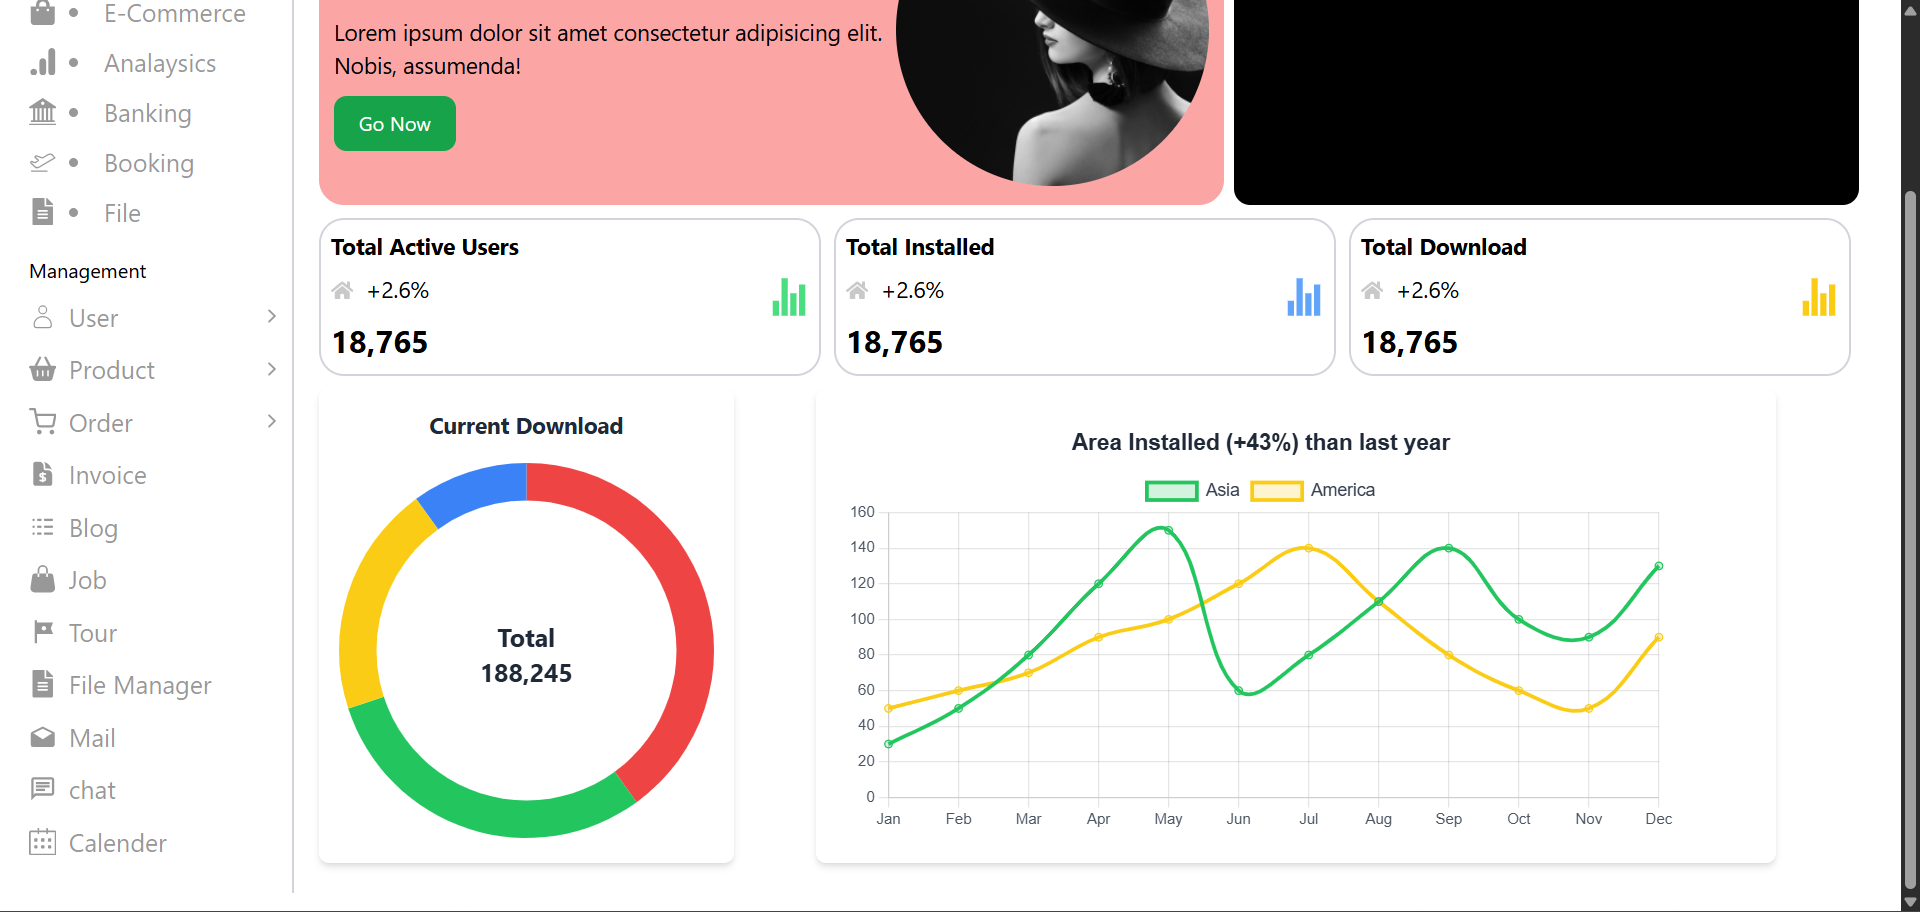 E-Commerce
Analaysics
Banking
Booking
File
Management
User
Product
Order
Invoice
Blog
Job
Tour
File Manager
Mail
chat
Calender
Lorem ipsum dolor sit amet consectetur adipisicing elit.
Nobis, assumenda!
Go Now
Total Active Users
+2.6%
18,765
Total Installed
+2.6%
18,765
Total Download
+2.6%
18,765
Current Download
Total
188,245
Area Installed (+43%) than last year
Asia America
160
140
120
100
80
60
40
20
0
Jan Feb Mar Apr May Jun Jul Aug Sep Oct Nov Dec